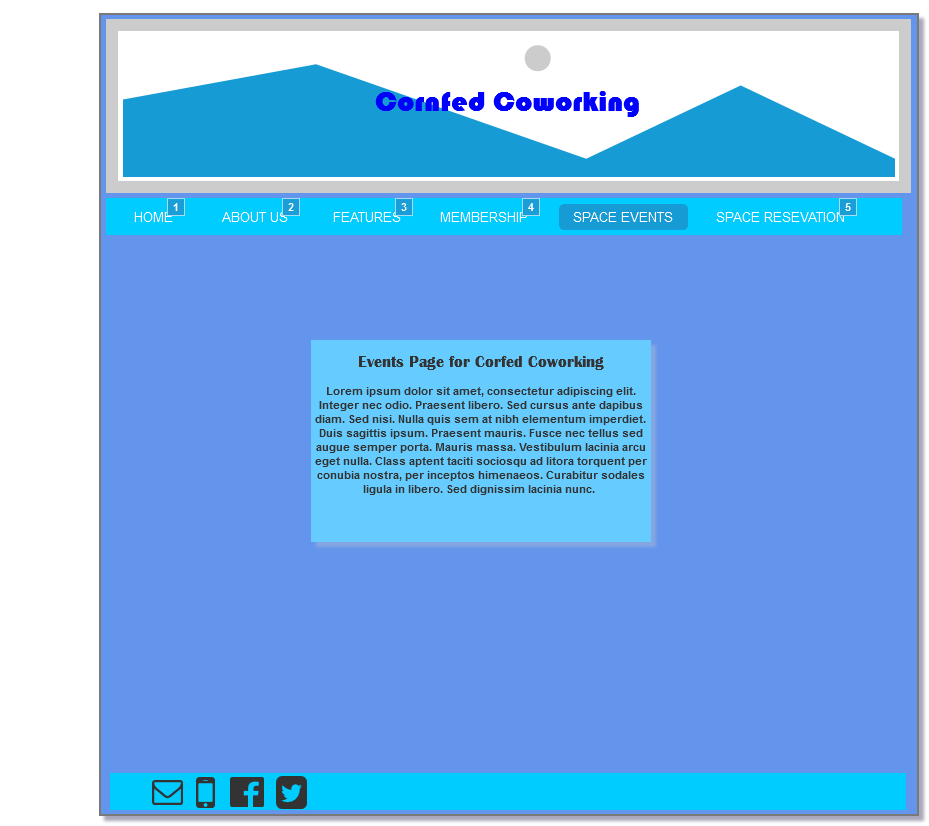 Cornfed Coworking
HOME 1 ABOUT US 2 FEATURES 3 MEMBERSHIP 4 SPACE EVENTS SPACE RESEVATION 5
Events Page for Corfed Coworking
Lorem ipsum dolor sit amet, consectetur adipiscing elit.
Integer nec odio. Praesent libero. Sed cursus ante dapibus
diam. Sed nisi. Nulla quis sem at nibh elementum imperdiet.
Duis sagittis ipsum. Praesent mauris. Fusce nec tellus sed
augue semper porta. Mauris massa. Vestibulum lacinia arcu
eget nulla. Class aptent taciti sociosqu ad litora torquent per
conubia nostra, per inceptos himenaeos. Curabitur sodales
ligula in libero. Sed dignissim lacinia nunc.